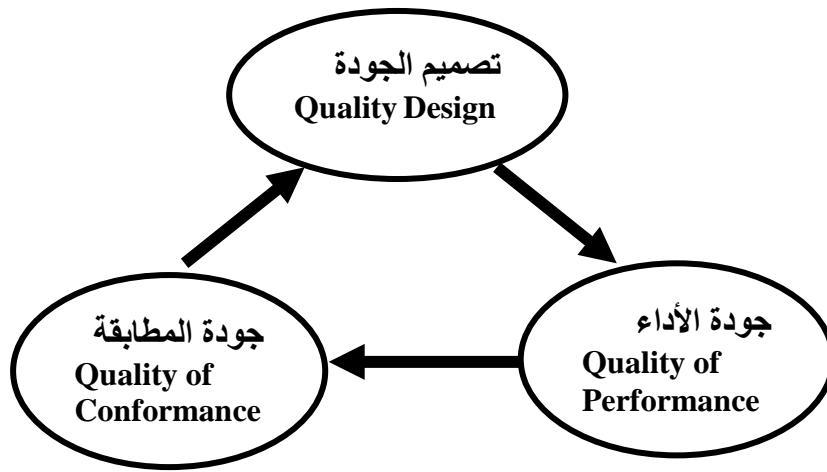 تصميم الجودة
Quality Design
جودة المطابقة
Quality of
Conformance
جودة الأداء
Quality of
Performance